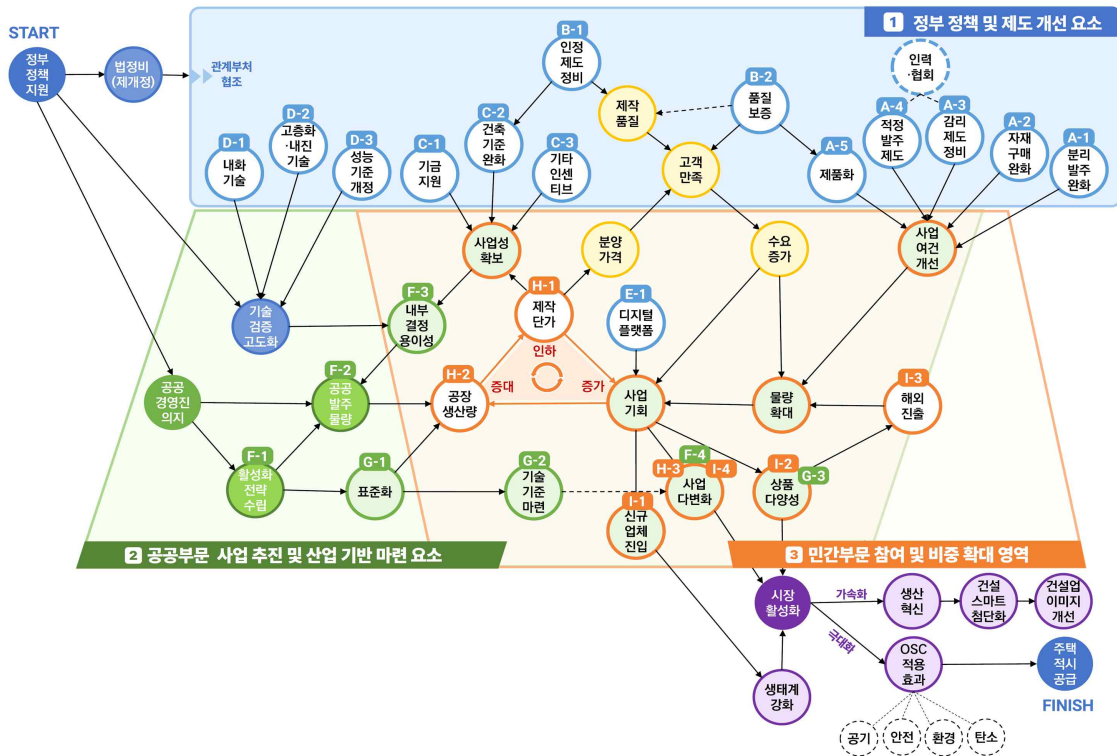 START
정부
정책
지원
법정비
(제개정)
관계부처
협조
1 정부 정책 및 제도 개선 요소
B-1
인정
제도
정비
B-2
품질
보증
제작
품질
고객
만족
인력
·협회
D-1
내화
기술
D-2
고층화
·내진
기술
D-3
성능
기준
개정
C-1
기금
지원
C-2
건축
기준
완화
C-3
기타
인센
티브
A-5
제품화
A-4
적정
발주
제도
A-3
감리
제도
정비
A-2
자재
구매
완화
A-1
분리
발주
완화
사업성
확보
분양
가격
수요
증가
사업
여건
개선
기술
검증
고도화
F-3
내부
결정
용이성
H-1
제작
단가
E-1
디지털
플랫폼
인하
증대
증가
공공
경영진
의지
F-2
공공
발주
물량
H-2
공장
생산량
사업
기회
물량
확대
I-3
해외
진출
F-1
활성화
전략
수립
G-1
표준화
G-2
기술
기준
마련
I-1
신규
업체
진입
H-3
F-4
I-4
사업
다변화
I-2
G-3
상품
다양성
2 공공부문 사업 추진 및 산업 기반 마련 요소
3 민간부문 참여 및 비중 확대 영역
시장
활성화
가속화
생산
혁신
건설
스마트
첨단화
건설업
이미지
개선
극대화
OSC
적용
효과
주택
적시
공급
FINISH
생태계
강화
공기
안전
환경
탄소